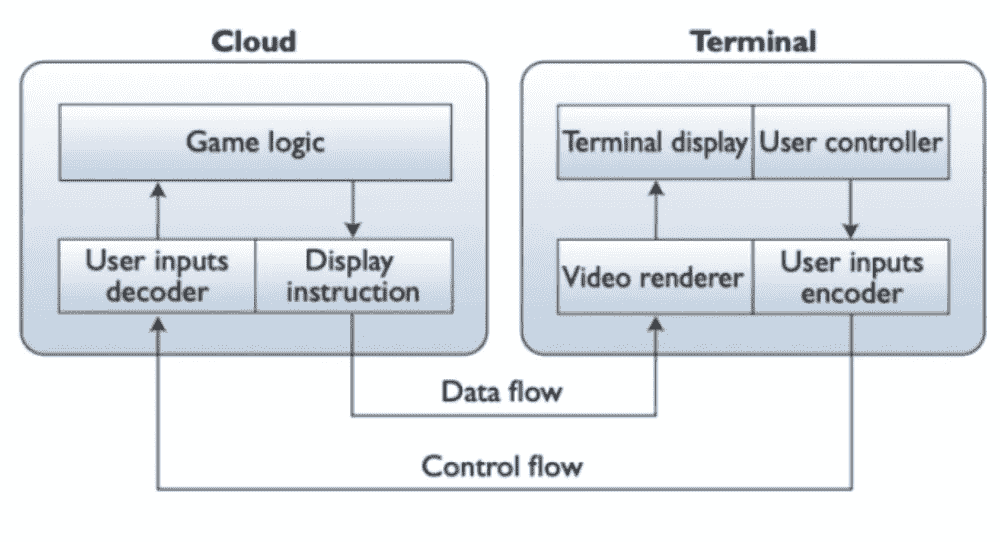 Cloud
Terminal
Game logic
Terminal display
User controller
User inputs
decoder
Display
instruction
Video renderer
User inputs
encoder
Data flow
Control flow